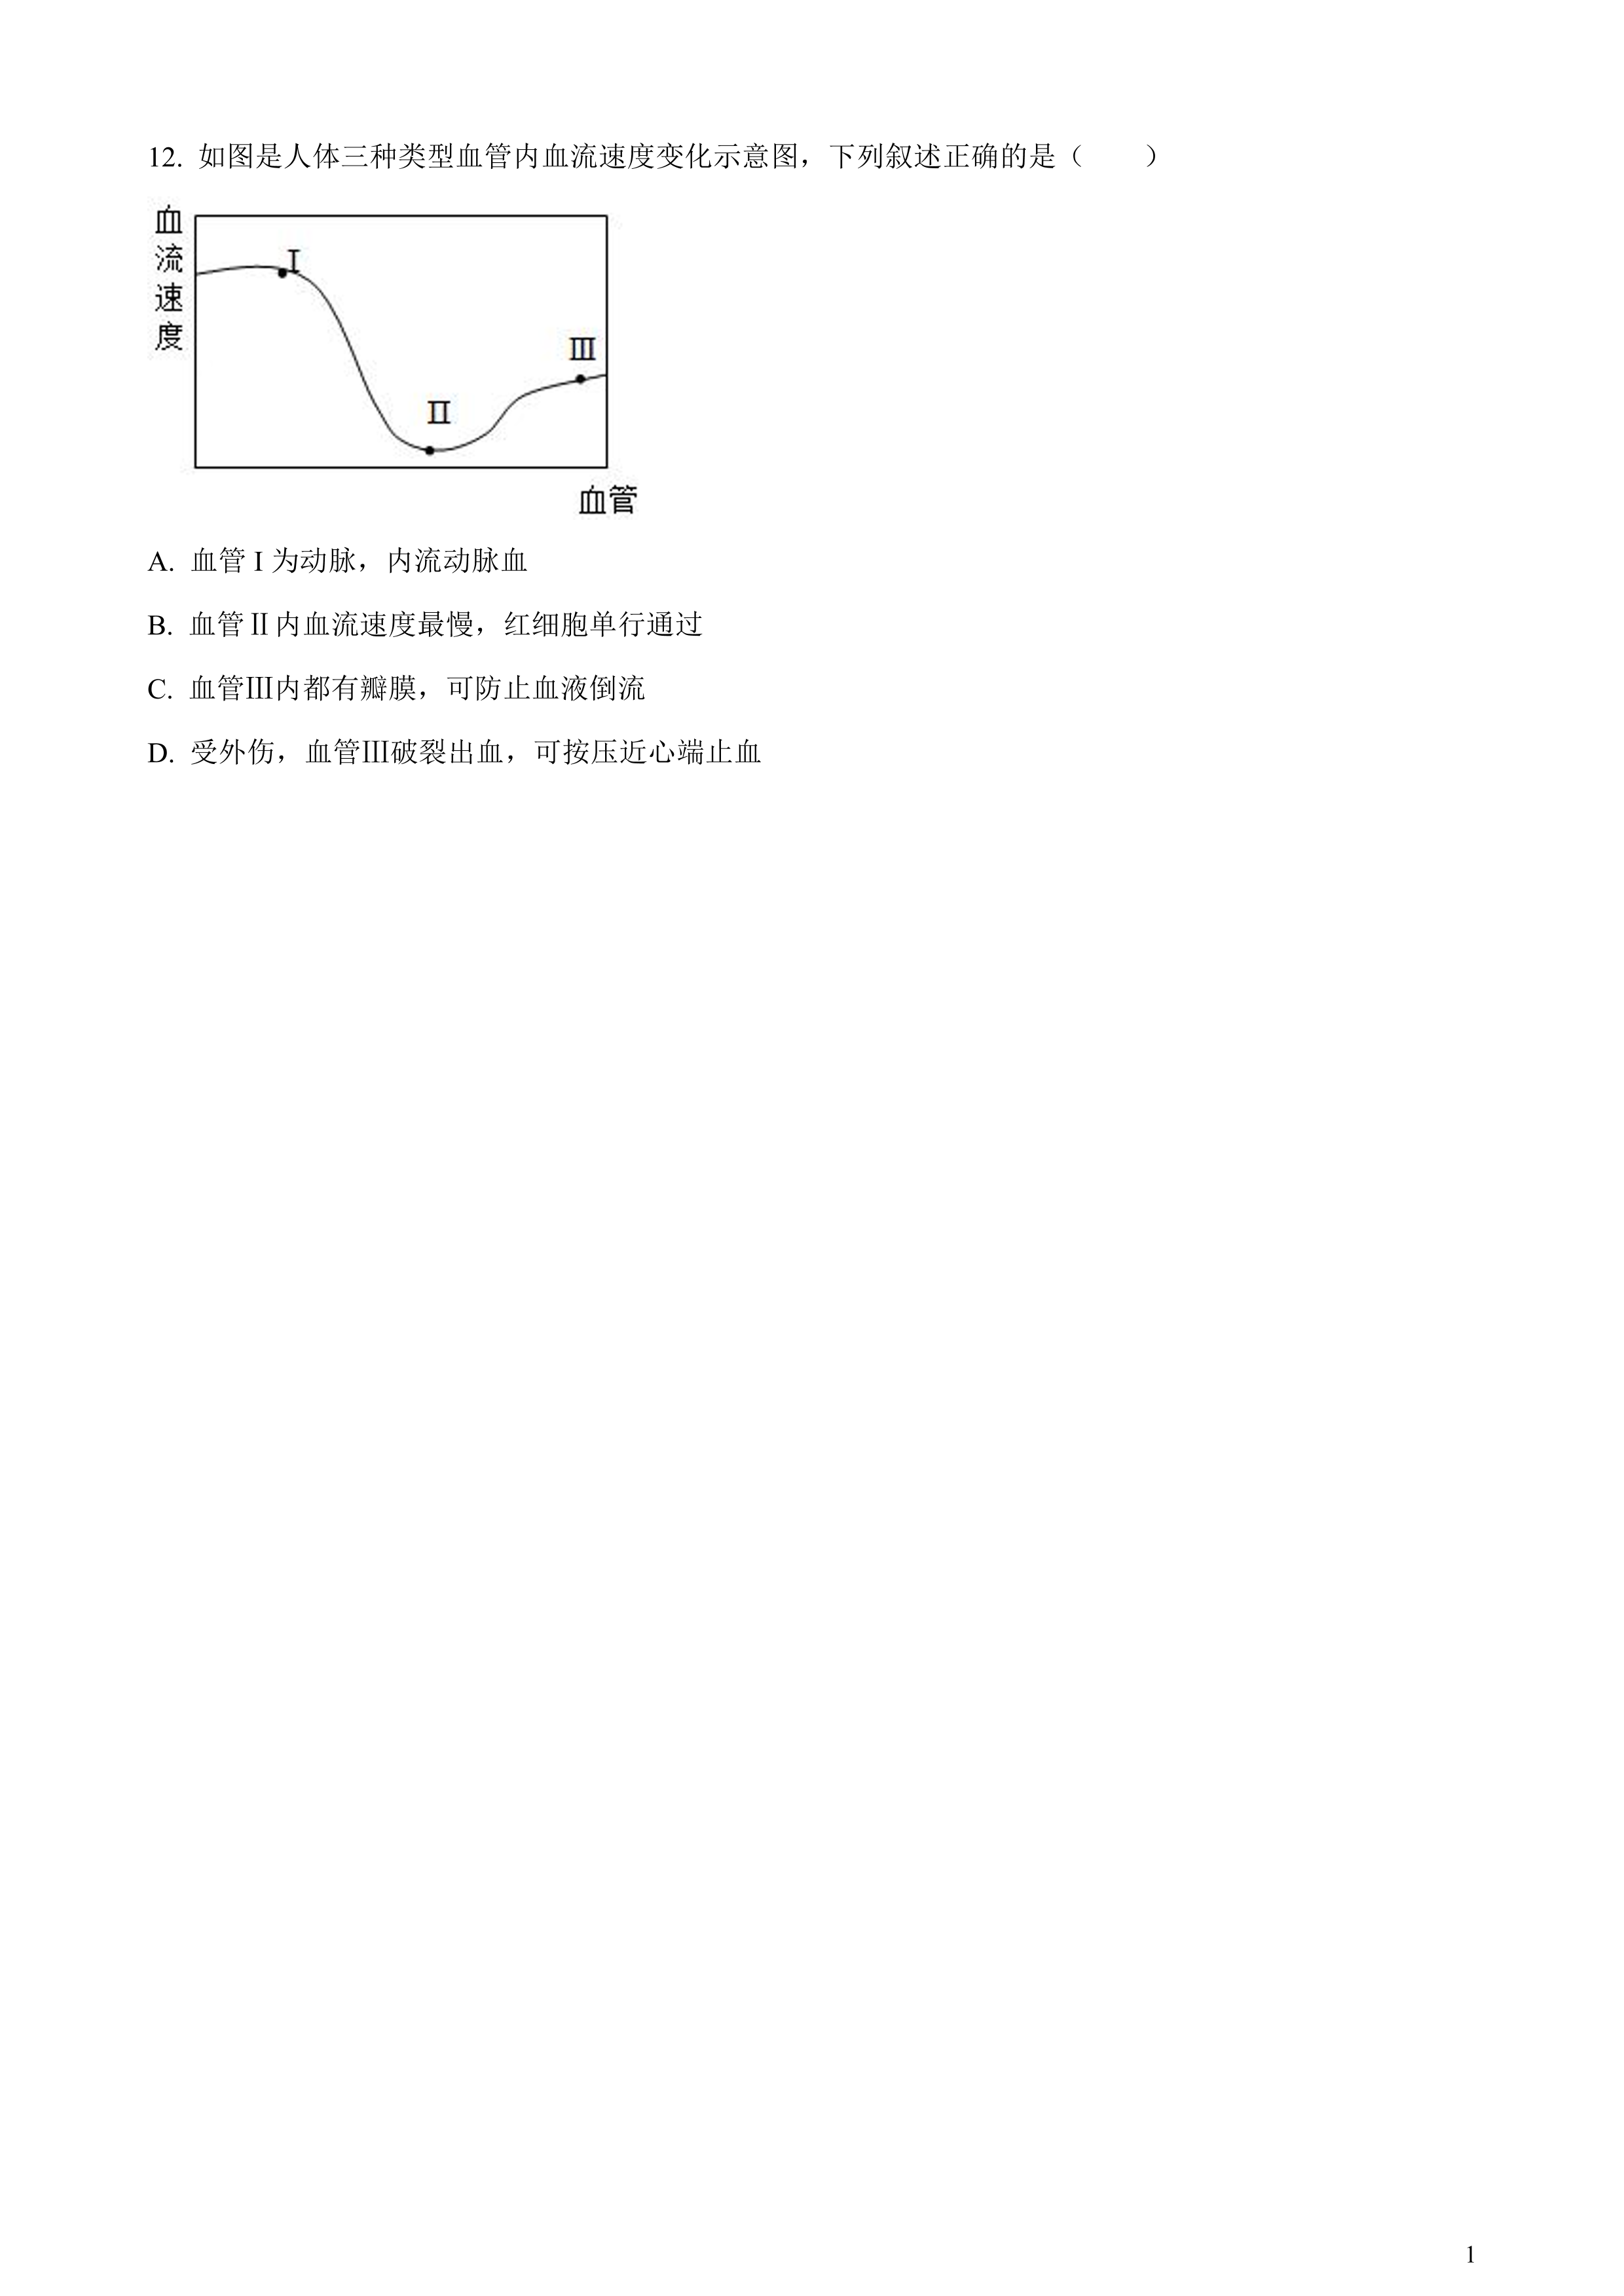 12. 如图是人体三种类型血管内血流速度变化示意图，下列叙述正确的是（　　）
血流速度
I
II
III
血管
A. 血管 I 为动脉，内流动脉血
B. 血管Ⅱ内血流速度最慢，红细胞单行通过
C. 血管Ⅲ内都有瓣膜，可防止血液倒流
D. 受外伤，血管Ⅲ破裂出血，可按压近心端止血
1